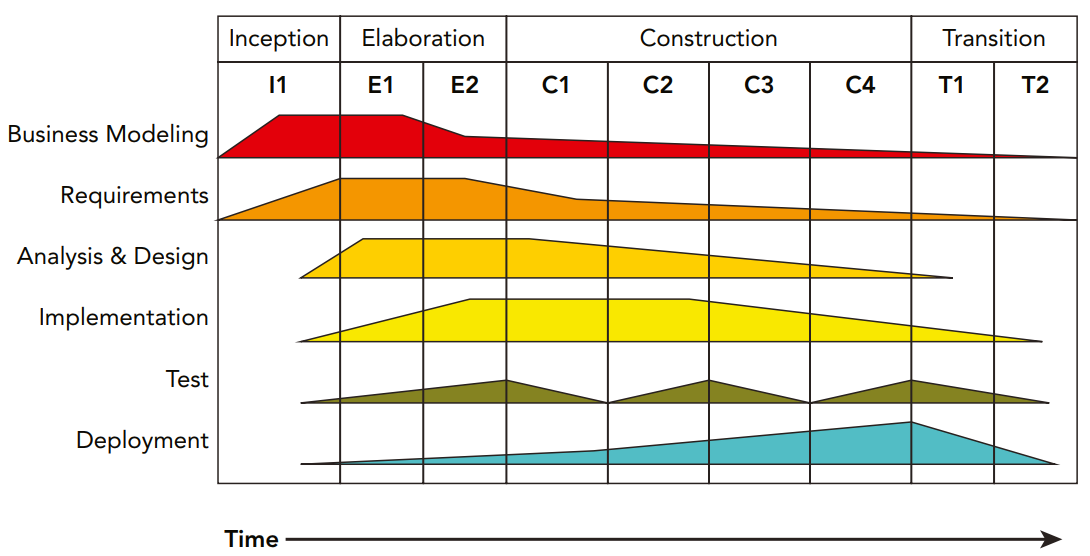 Inception Elaboration Construction Transition
I1 E1 E2 C1 C2 C3 C4 T1 T2
Business Modeling
Requirements
Analysis & Design
Implementation
Test
Deployment
Time